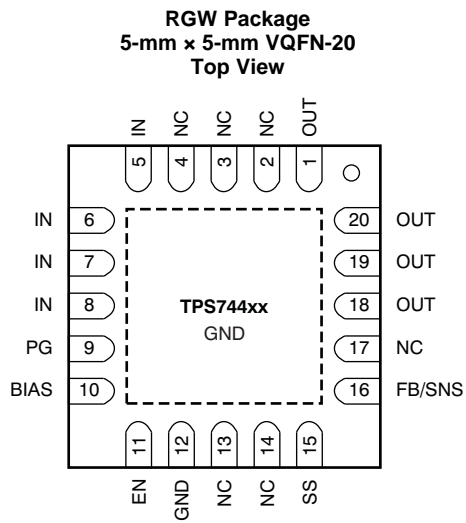 RGW Package
5-mm × 5-mm VQFN-20
Top View
IN NC NC NC OUT
5 4 3 2 1
IN 6 20 OUT
IN 7 19 OUT
IN 8 TPS744xx 18 OUT
GND
PG 9 17 NC
BIAS 10 16 FB/SNS
11 12 13 14 15
EN GND NC NC SS